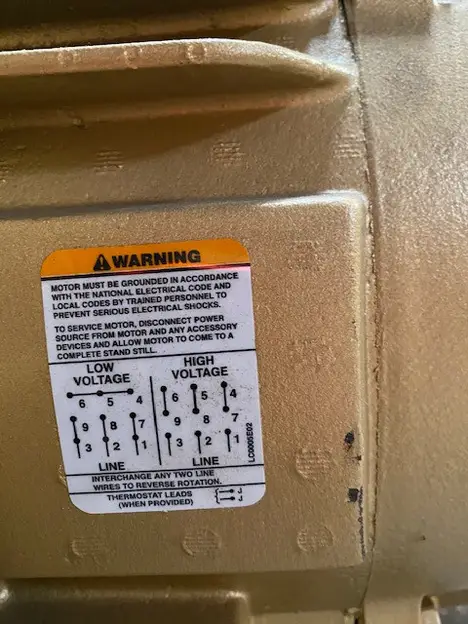 WARNING
MOTOR MUST BE GROUNDED IN ACCORDANCE
WITH THE NATIONAL ELECTRICAL CODE AND
LOCAL CODES BY TRAINED PERSONNEL TO
PREVENT SERIOUS ELECTRICAL SHOCKS.
TO SERVICE MOTOR, DISCONNECT POWER
SOURCE FROM MOTOR AND ANY ACCESSORY
DEVICES AND ALLOW MOTOR TO COME TO A
COMPLETE STAND STILL.
LOW
VOLTAGE
6 5 4
9 8 7
3 2 1
LINE
HIGH
VOLTAGE
6 5 4
9 8 7
3 2 1
LINE
LC0005E02
INTERCHANGE ANY TWO LINE
WIRES TO REVERSE ROTATION.
THERMOSTAT LEADS J
(WHEN PROVIDED) J